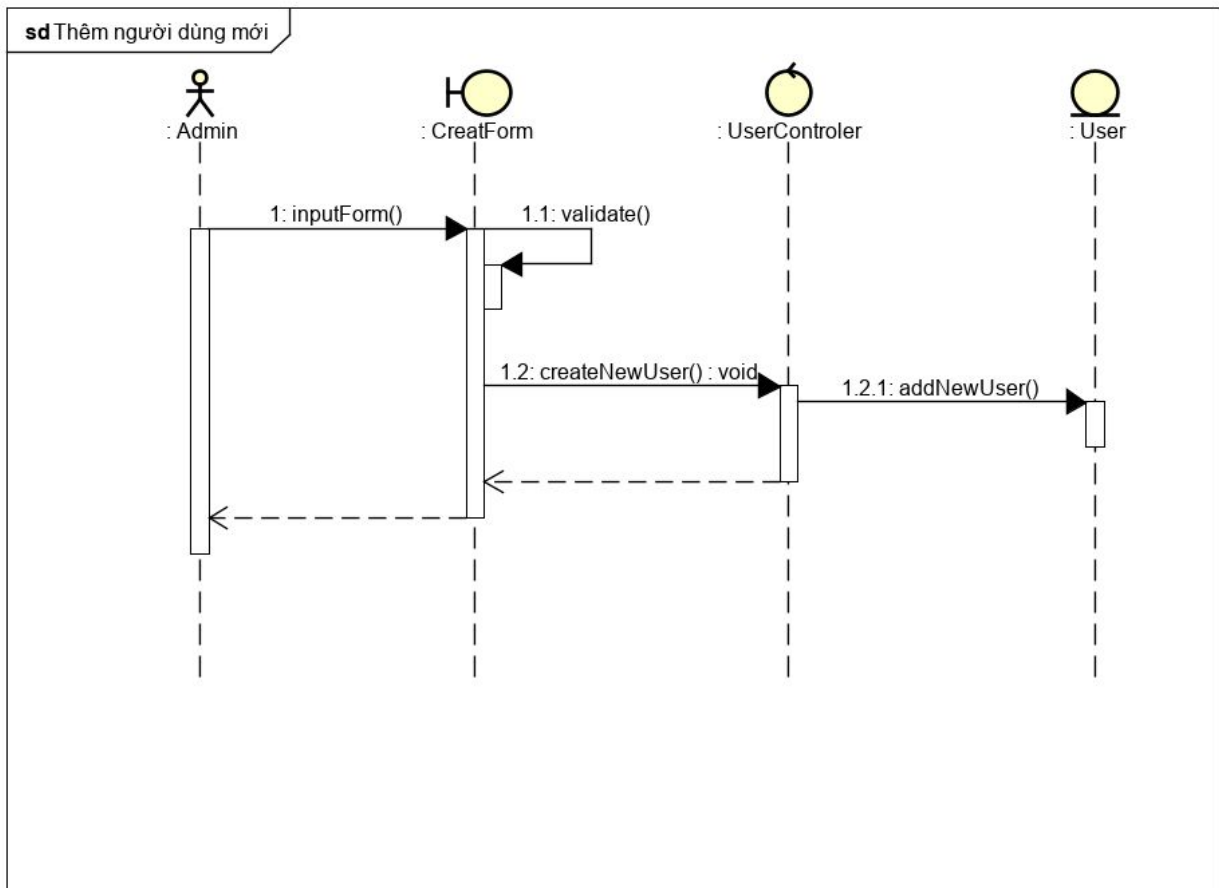 sd Thêm người dùng mới
: Admin
: CreatForm
: UserControler
: User
1: inputForm()
1.1: validate()
1.2: createNewUser() : void
1.2.1: addNewUser()